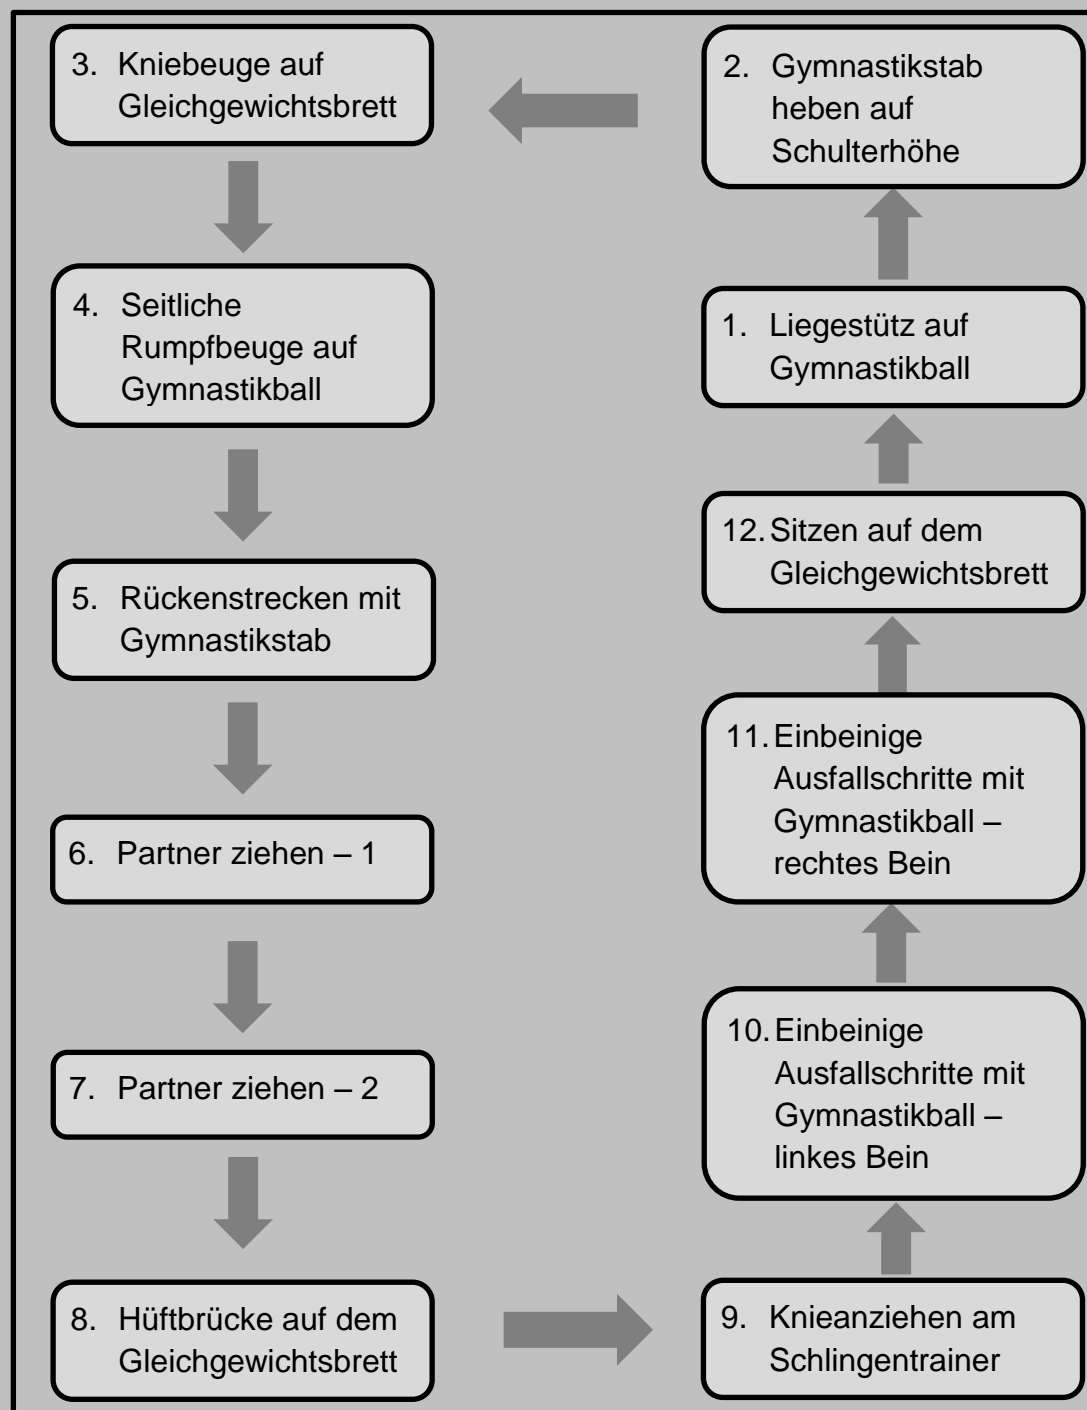 3. Kniebeuge auf
Gleichgewichtsbrett
2. Gymnastikstab
heben auf
Schulterhöhe
4. Seitliche
Rumpfbeuge auf
Gymnastikball
1. Liegestütz auf
Gymnastikball
12. Sitzen auf dem
Gleichgewichtsbrett
5. Rückenstrecken mit
Gymnastikstab
11. Einbeinige
Ausfallschritte mit
Gymnastikball –
rechtes Bein
6. Partner ziehen – 1
7. Partner ziehen – 2
10. Einbeinige
Ausfallschritte mit
Gymnastikball –
linkes Bein
8. Hüftbrücke auf dem
Gleichgewichtsbrett
9. Knieanziehen am
Schlingentrainer